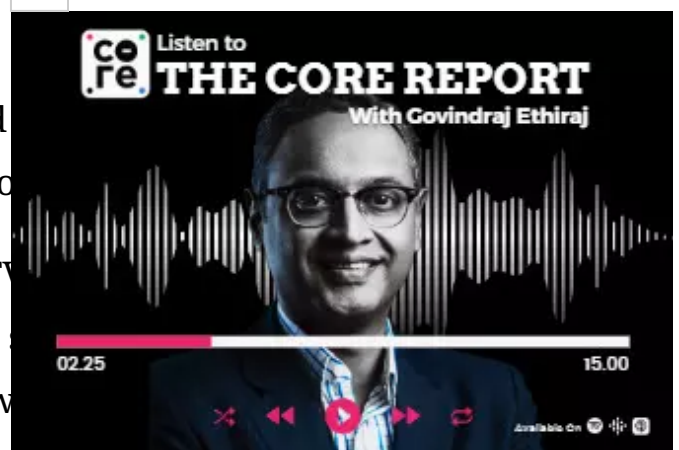 co
re
Listen to
THE CORE REPORT
With Govindraj Ethiraj
02.25
15.00
Available On